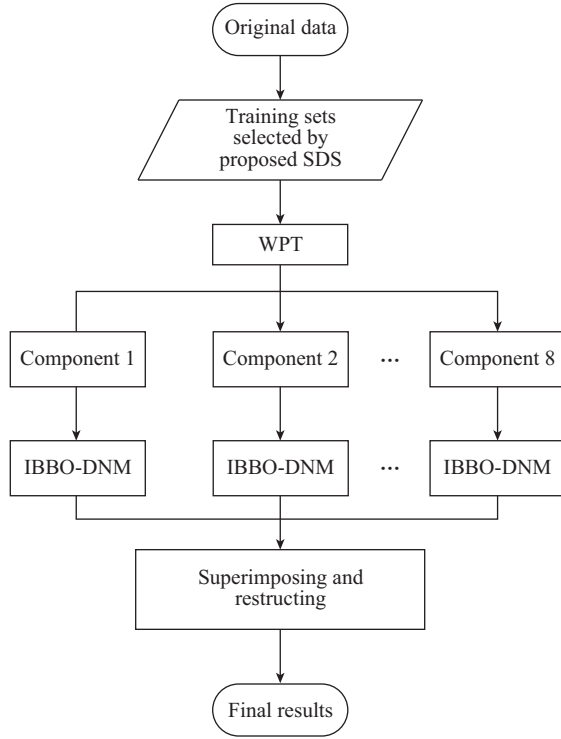 Original data
Training sets
selected by
proposed SDS
WPT
Component 1
Component 2
...
Component 8
IBBO-DNM
IBBO-DNM
...
IBBO-DNM
Superimposing and
restructing
Final results